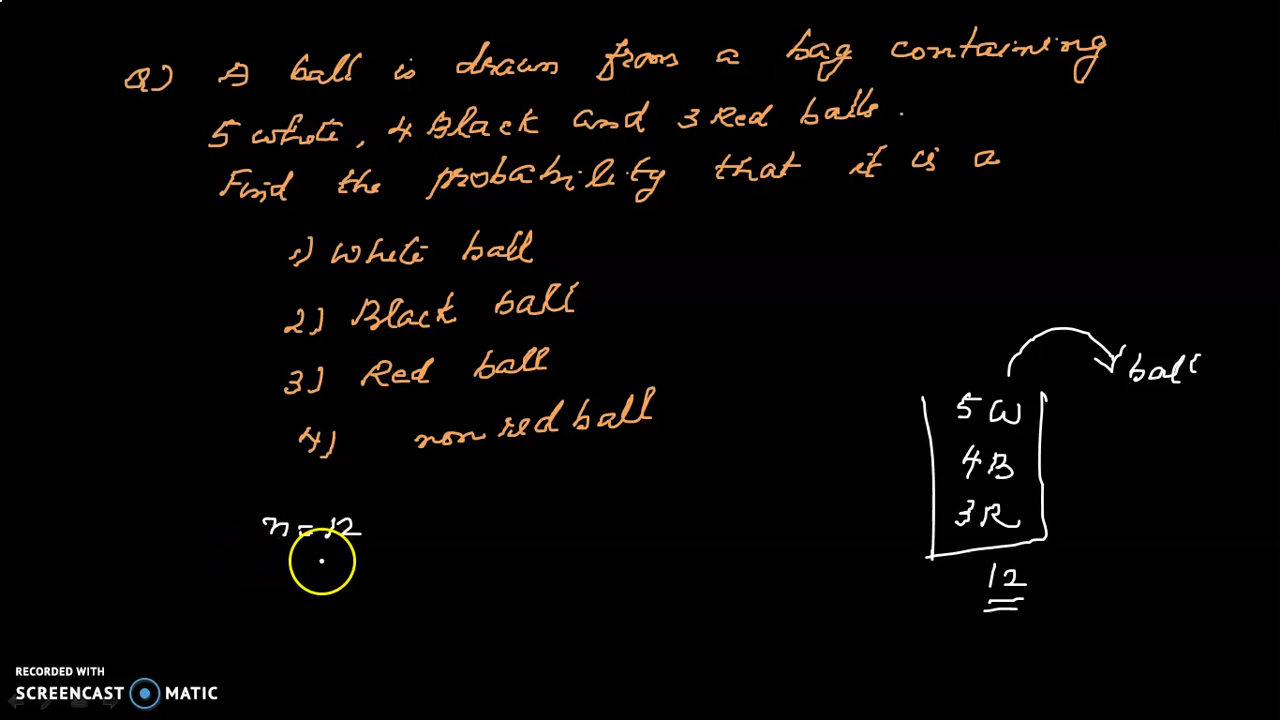 Q) A ball is drawn from a bag containing
5 white, 4 Black and 3 Red balls.
Find the probability that it is a
1) White ball
2) Black ball
3) Red ball
4) non red ball
ball
5 W
4 B
3 R
n = 12
12
RECORDED WITH
SCREENCAST MATIC